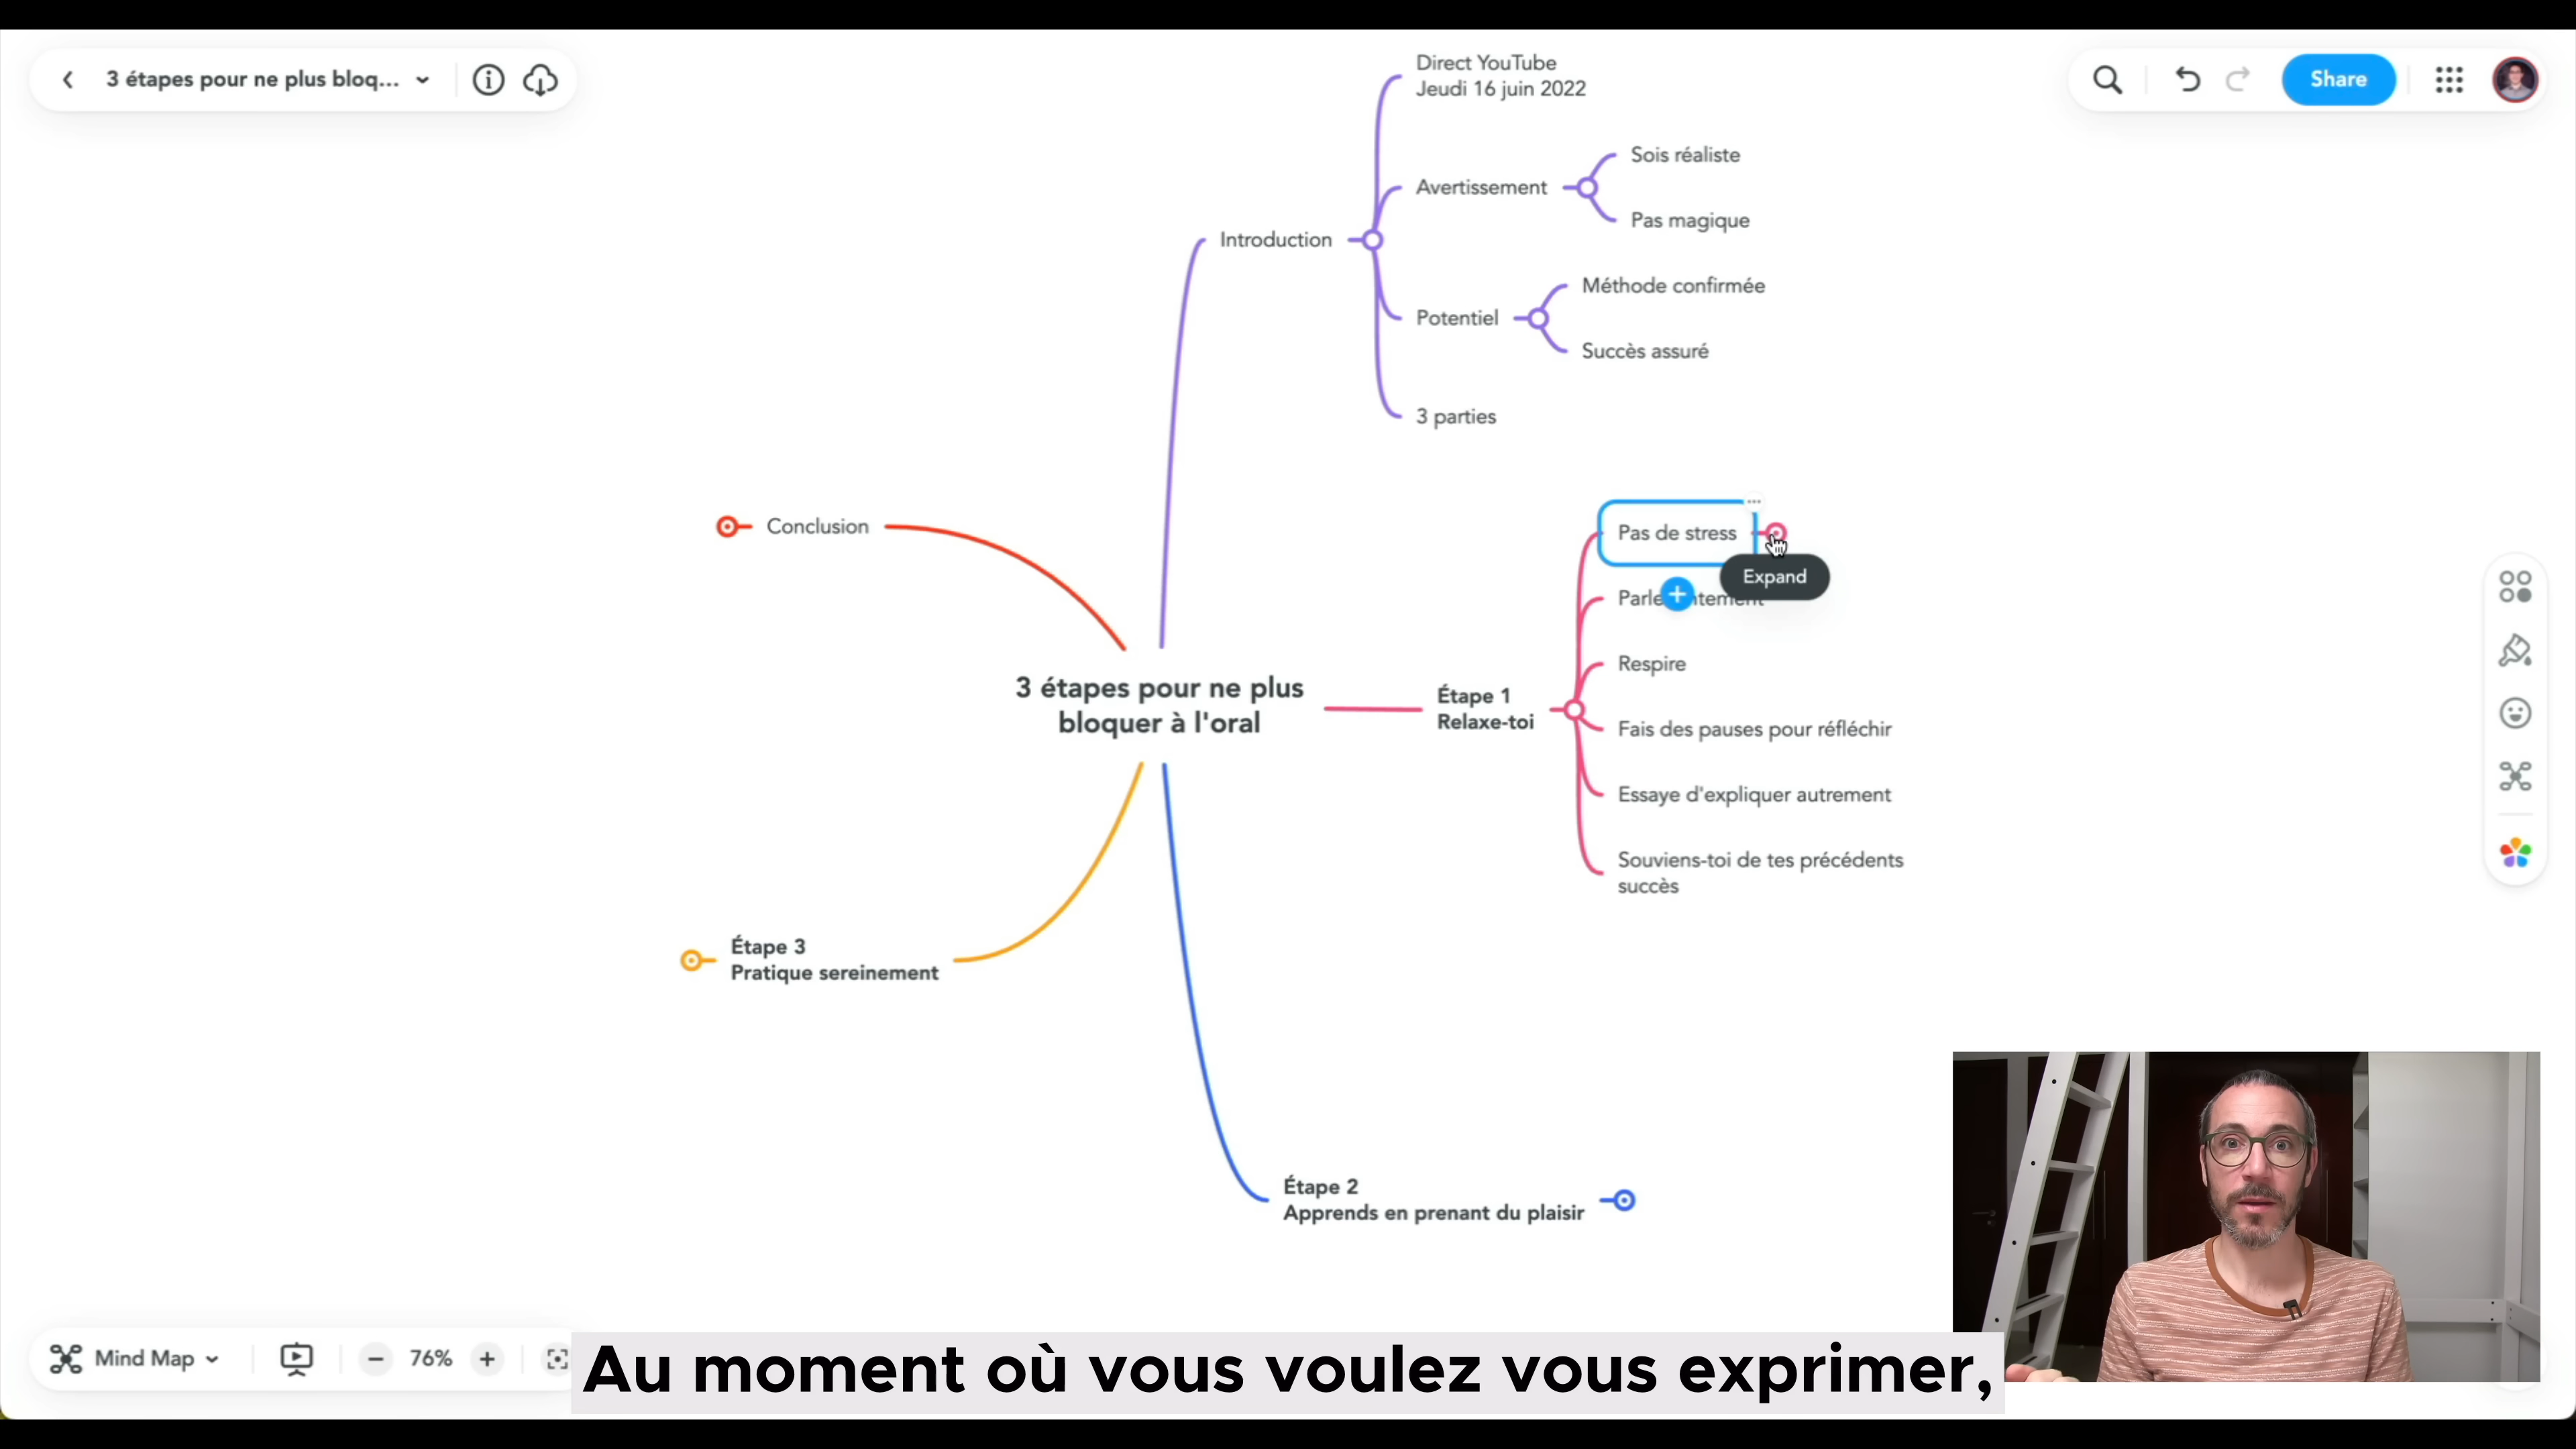 3 étapes pour ne plus bloq...
Share
Direct YouTube
Jeudi 16 juin 2022
Sois réaliste
Avertissement
Pas magique
Introduction
Méthode confirmée
Potentiel
Succès assuré
3 parties
Conclusion
Pas de stress
Expand
Respire
3 étapes pour ne plus
bloquer à l'oral
Étape 1
Relaxe-toi
Fais des pauses pour réfléchir
Essaye d'expliquer autrement
Souviens-toi de tes précédents
succès
Étape 3
Pratique sereinement
Étape 2
Apprends en prenant du plaisir
Mind Map
76%
Au moment où vous voulez vous exprimer,